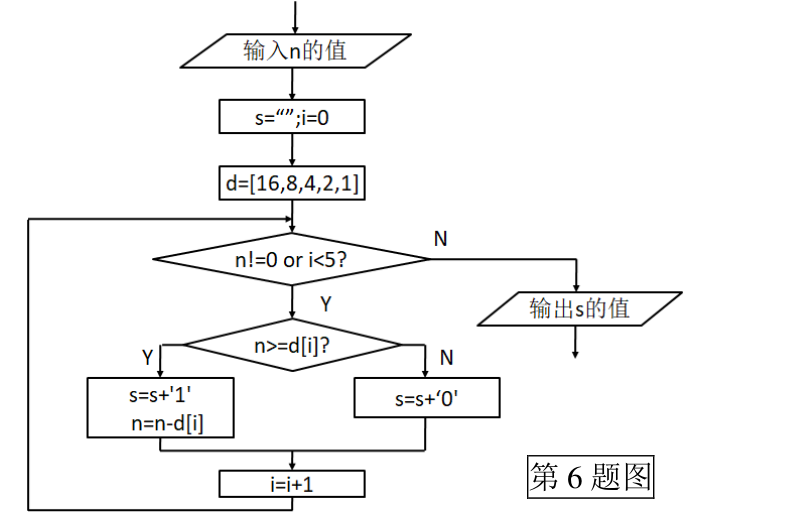 输入n的值
s=“”;i=0
d=[16,8,4,2,1]
n!=0 or i<5?
N
输出s的值
Y
n>=d[i]?
Y
N
s=s+'1'
n=n-d[i]
s=s+‘0'
i=i+1
第 6 题图